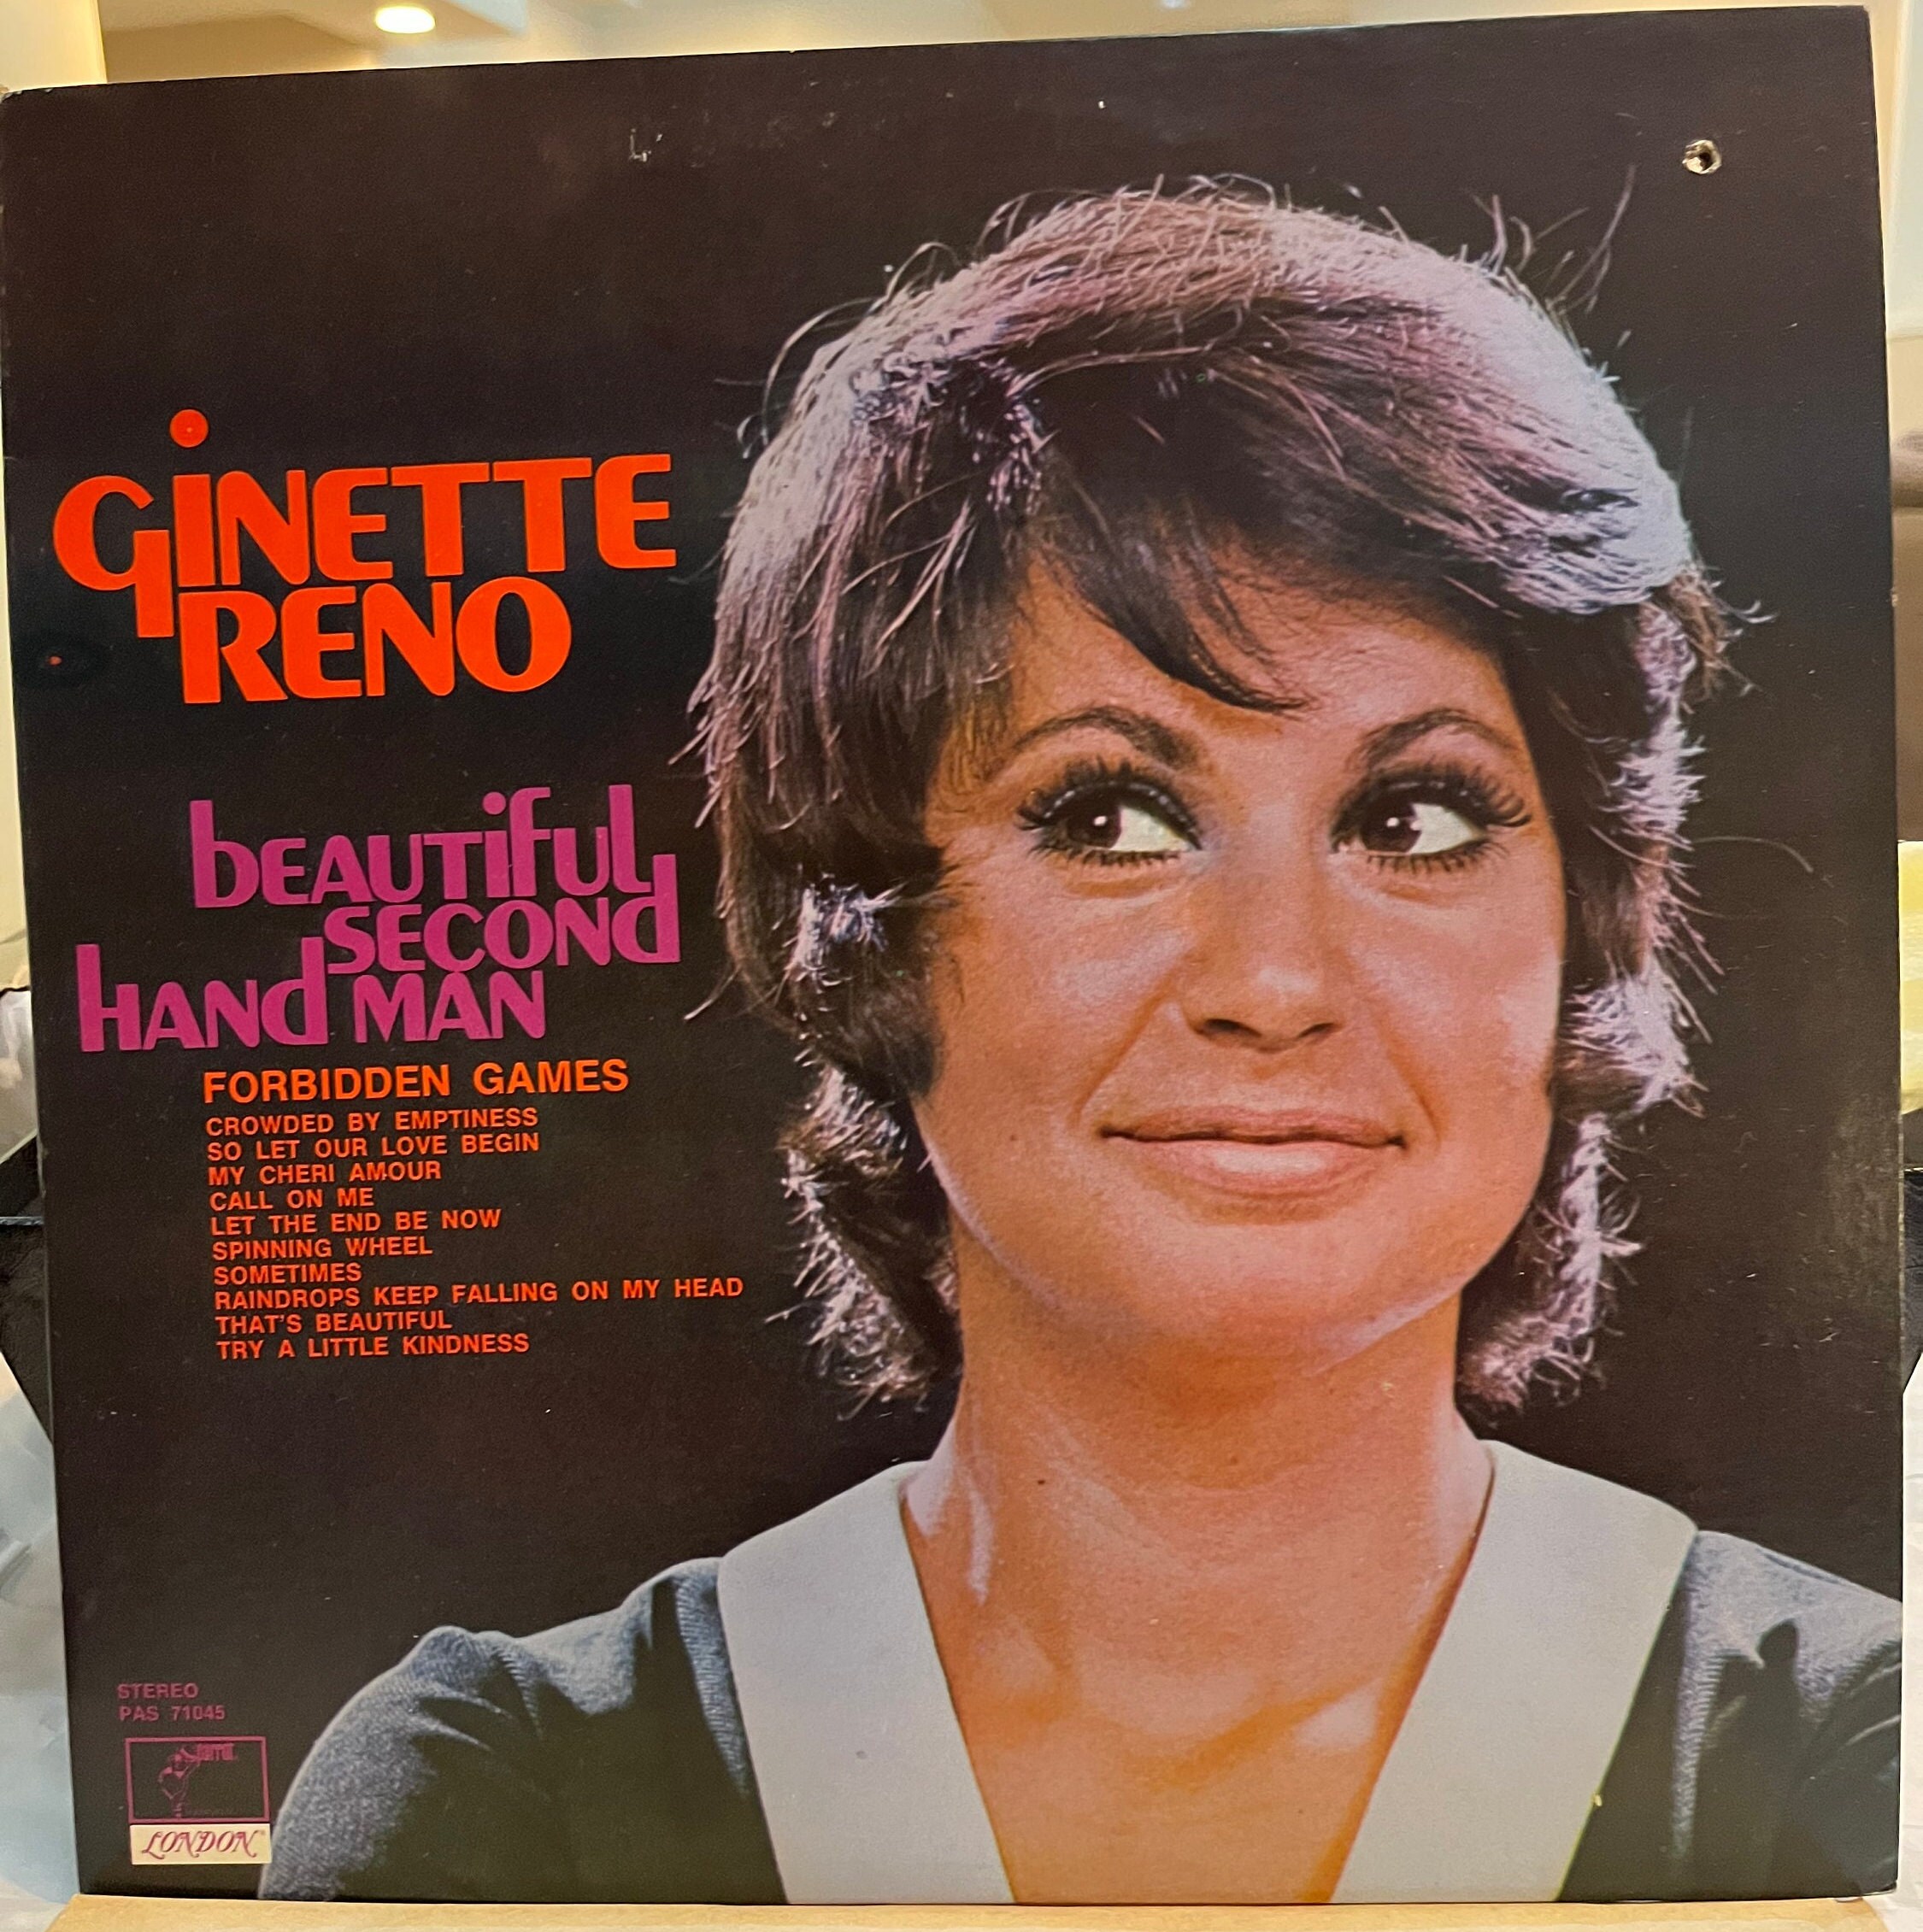 GINETTE
RENO
bEAUTiful
SECONd
HANd MAN
FORBIDDEN GAMES
CROWDED BY EMPTINESS
SO LET OUR LOVE BEGIN
MY CHERI AMOUR
CALL ON ME
LET THE END BE NOW
SPINNING WHEEL
SOMETIMES
RAINDROPS KEEP FALLING ON MY HEAD
THAT'S BEAUTIFUL
TRY A LITTLE KINDNESS
STEREO
PAS 71045
LONDON